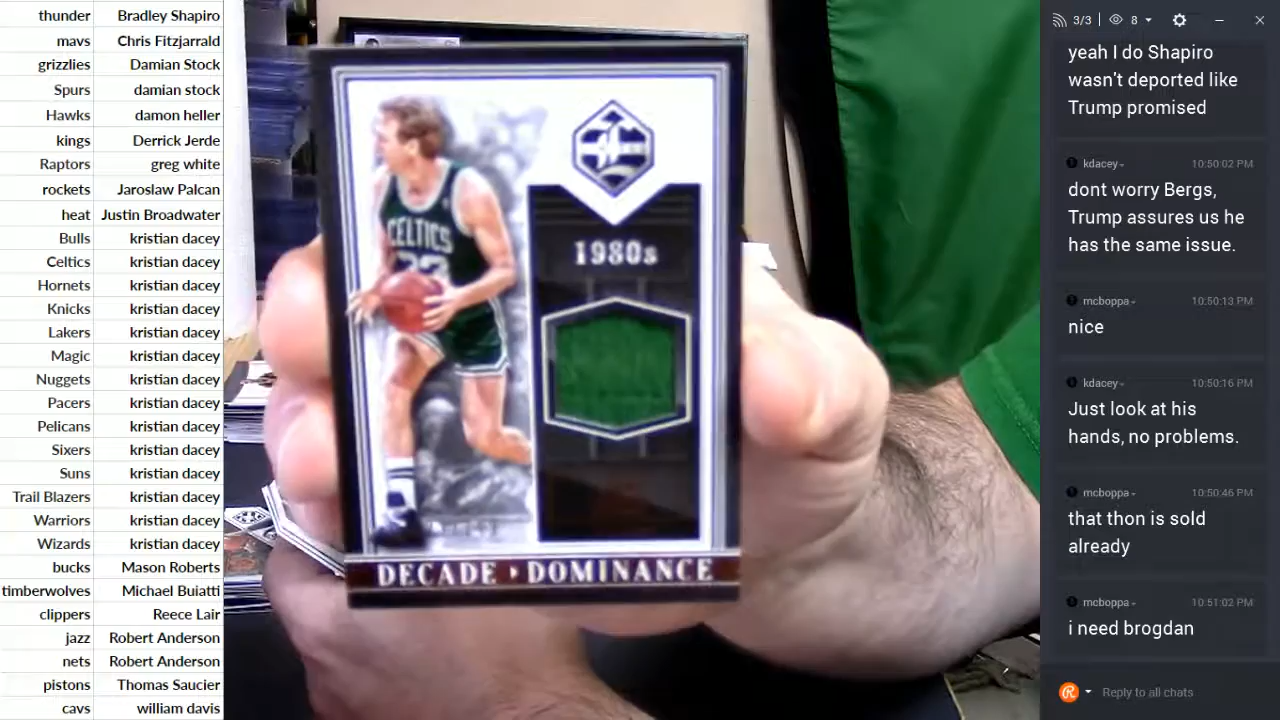 thunder Bradley Shapiro
mavs Chris Fitzjarrald
grizzlies Damian Stock
Spurs damian stock
Hawks damon heller
kings Derrick Jerde
Raptors greg white
rockets Jaroslaw Palcan
heat Justin Broadwater
Bulls kristian dacey
Celtics kristian dacey
Hornets kristian dacey
Knicks kristian dacey
Lakers kristian dacey
Magic kristian dacey
Nuggets kristian dacey
Pacers kristian dacey
Pelicans kristian dacey
Sixers kristian dacey
Suns kristian dacey
Trail Blazers kristian dacey
Warriors kristian dacey
Wizards kristian dacey
bucks Mason Roberts
timberwolves Michael Buiatti
clippers Reece Lair
jazz Robert Anderson
nets Robert Anderson
pistons Thomas Saucier
cavs william davis
CELTICS
33
1980s
DECADE DOMINANCE
3/3 8
yeah I do Shapiro
wasn't deported like
Trump promised
kdacey 10:50:02 PM
dont worry Bergs,
Trump assures us he
has the same issue.
mcboppa 10:50:13 PM
nice
kdacey 10:50:16 PM
Just look at his
hands, no problems.
mcboppa 10:50:46 PM
that thon is sold
already
mcboppa 10:51:02 PM
i need brogdan
Reply to all chats